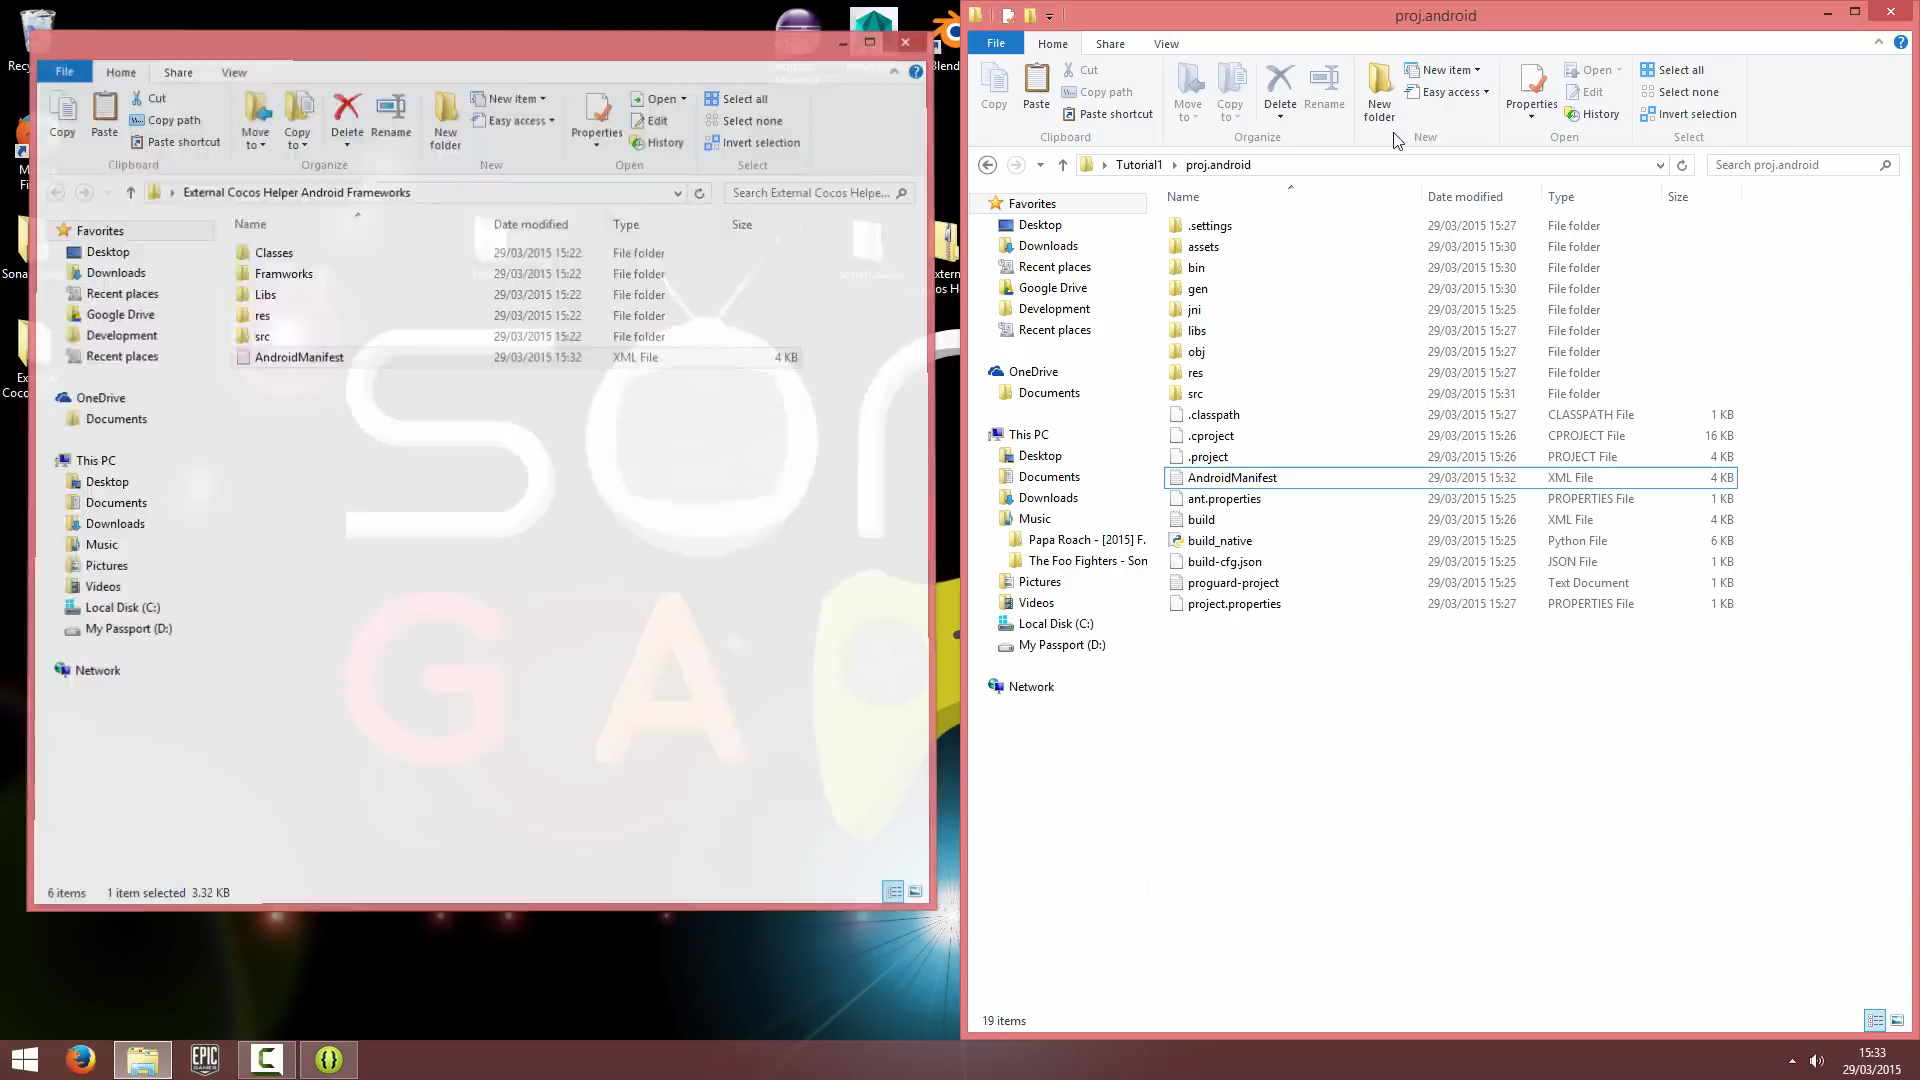 File Home Share View
Copy Paste Cut Copy path Paste shortcut Clipboard
Move to Copy to Delete Rename Organize
New folder New item Easy access New
Properties Open Edit History Open
Select all Select none Invert selection Select
External Cocos Helper Android Frameworks
Search External Cocos Helpe...
Name Date modified Type Size
Favorites
Desktop
Downloads
Recent places
Google Drive
Development
Recent places
OneDrive
Documents
This PC
Desktop
Documents
Downloads
Music
Pictures
Videos
Local Disk (C:)
My Passport (D:)
Network
Classes 29/03/2015 15:22 File folder
Framworks 29/03/2015 15:22 File folder
Libs 29/03/2015 15:22 File folder
res 29/03/2015 15:22 File folder
src 29/03/2015 15:22 File folder
AndroidManifest 29/03/2015 15:32 XML File 4 KB
G A
6 items 1 item selected 3.32 KB
proj.android
File Home Share View
Copy Paste Cut Copy path Paste shortcut Clipboard
Move to Copy to Delete Rename Organize
New folder New item Easy access New
Properties Open Edit History Open
Select all Select none Invert selection Select
Tutorial1 proj.android
Search proj.android
Name Date modified Type Size
Favorites
Desktop
Downloads
Recent places
Google Drive
Development
Recent places
OneDrive
Documents
This PC
Desktop
Documents
Downloads
Music
Papa Roach - [2015] F.
The Foo Fighters - Son
Pictures
Videos
Local Disk (C:)
My Passport (D:)
Network
.settings 29/03/2015 15:27 File folder
assets 29/03/2015 15:30 File folder
bin 29/03/2015 15:30 File folder
gen 29/03/2015 15:30 File folder
jni 29/03/2015 15:25 File folder
libs 29/03/2015 15:27 File folder
obj 29/03/2015 15:26 File folder
res 29/03/2015 15:27 File folder
src 29/03/2015 15:31 File folder
.classpath 29/03/2015 15:27 CLASSPATH File 1 KB
.cproject 29/03/2015 15:26 CPROJECT File 16 KB
.project 29/03/2015 15:26 PROJECT File 4 KB
AndroidManifest 29/03/2015 15:32 XML File 4 KB
ant.properties 29/03/2015 15:25 PROPERTIES File 1 KB
build 29/03/2015 15:26 XML File 4 KB
build_native 29/03/2015 15:25 Python File 6 KB
build-cfg.json 29/03/2015 15:25 JSON File 1 KB
proguard-project 29/03/2015 15:25 Text Document 1 KB
project.properties 29/03/2015 15:27 PROPERTIES File 1 KB
19 items
EPIC GAMES
15:33
29/03/2015